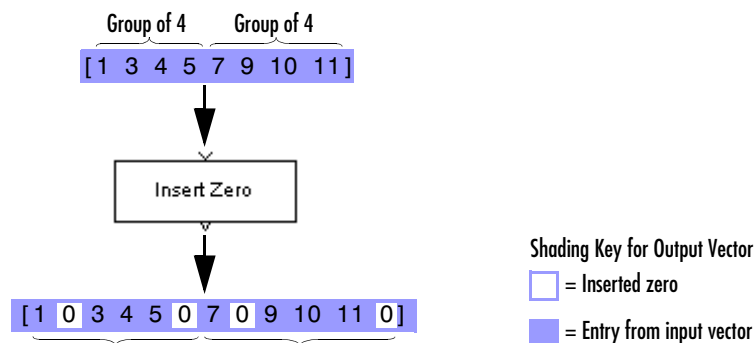 Group of 4 Group of 4
[1 3 4 5 7 9 10 11]
Insert Zero
Shading Key for Output Vector
= Inserted zero
[1 0 3 4 5 0 7 0 9 10 11 0]
= Entry from input vector